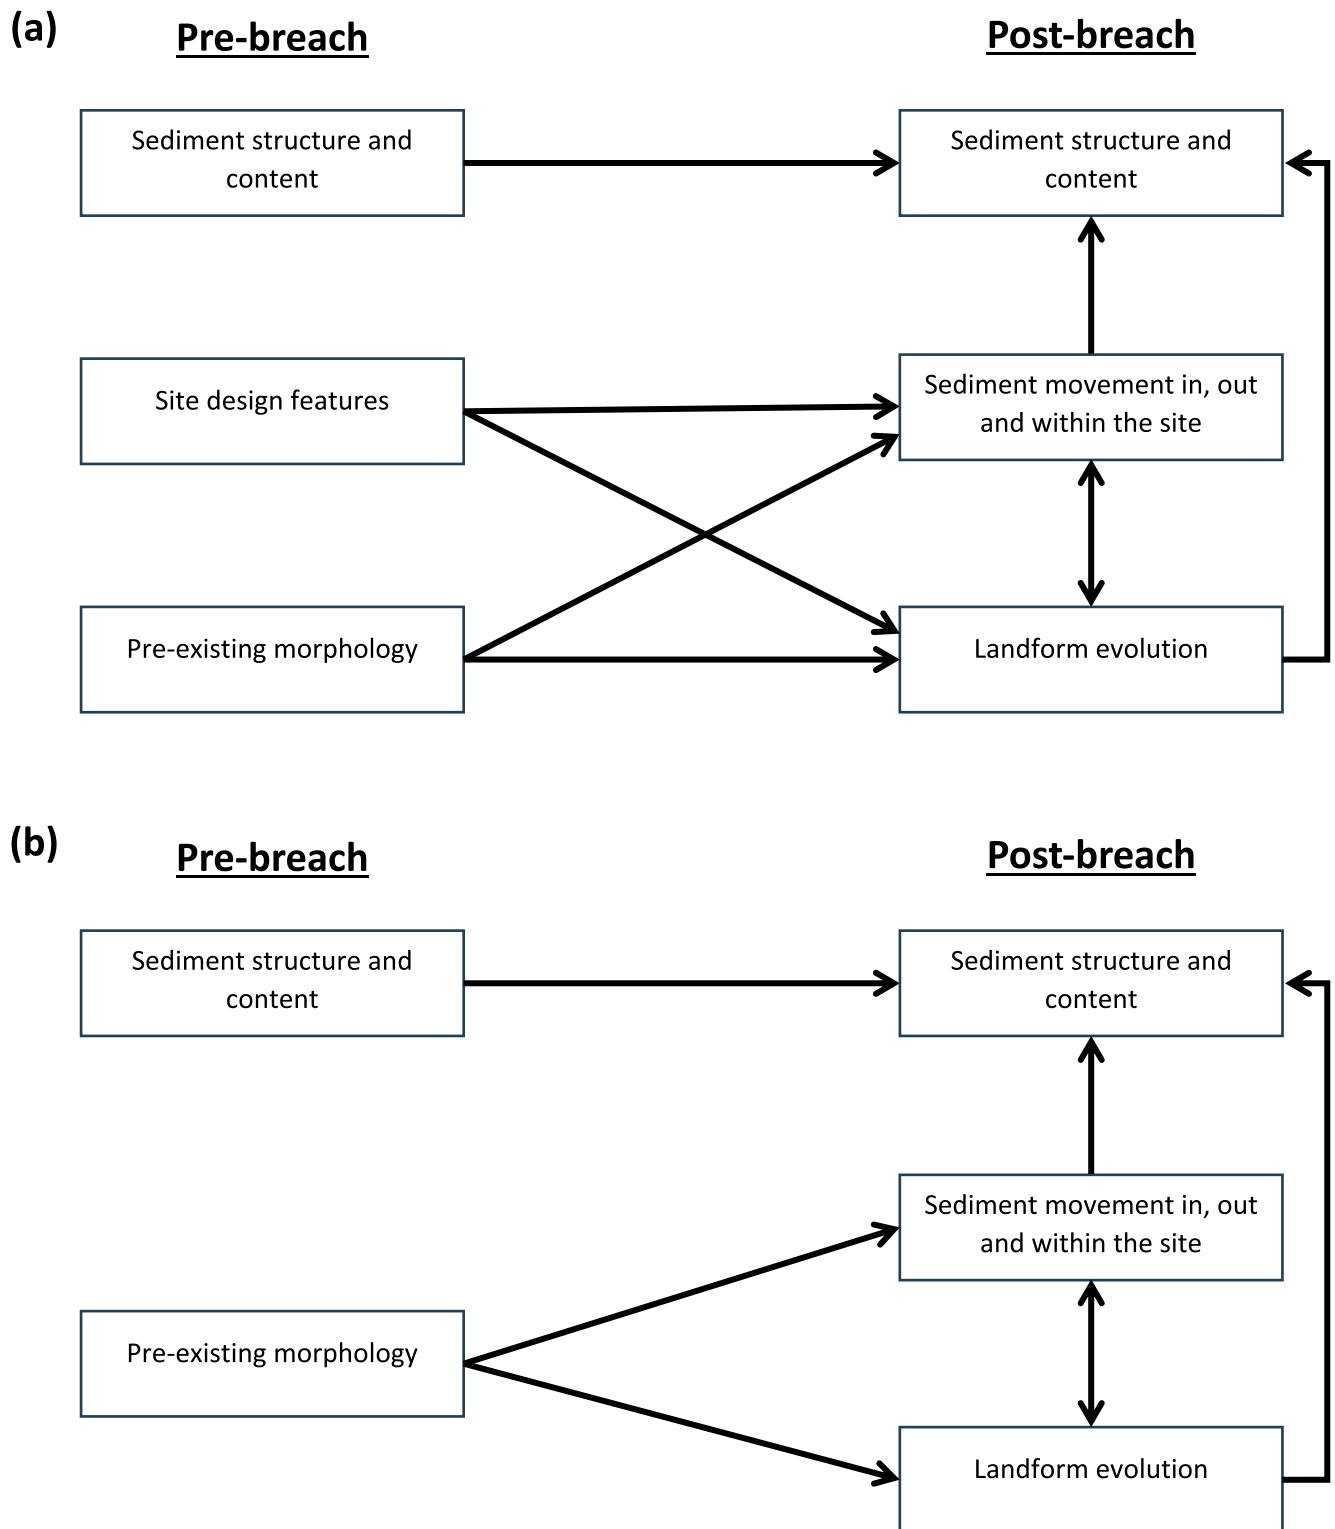 (a)
Pre-breach
Post-breach
Sediment structure and
content
Sediment structure and
content
Site design features
Sediment movement in, out
and within the site
Pre-existing morphology
Landform evolution
(b)
Pre-breach
Post-breach
Sediment structure and
content
Sediment structure and
content
Sediment movement in, out
and within the site
Pre-existing morphology
Landform evolution